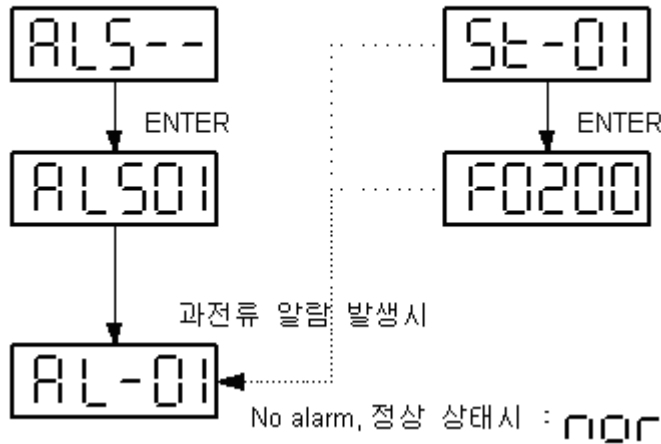 ALS-- St-01
ENTER ENTER
ALS01 F0200
과전류 알람 발생시
AL-01
No alarm, 정상 상태시 : nor